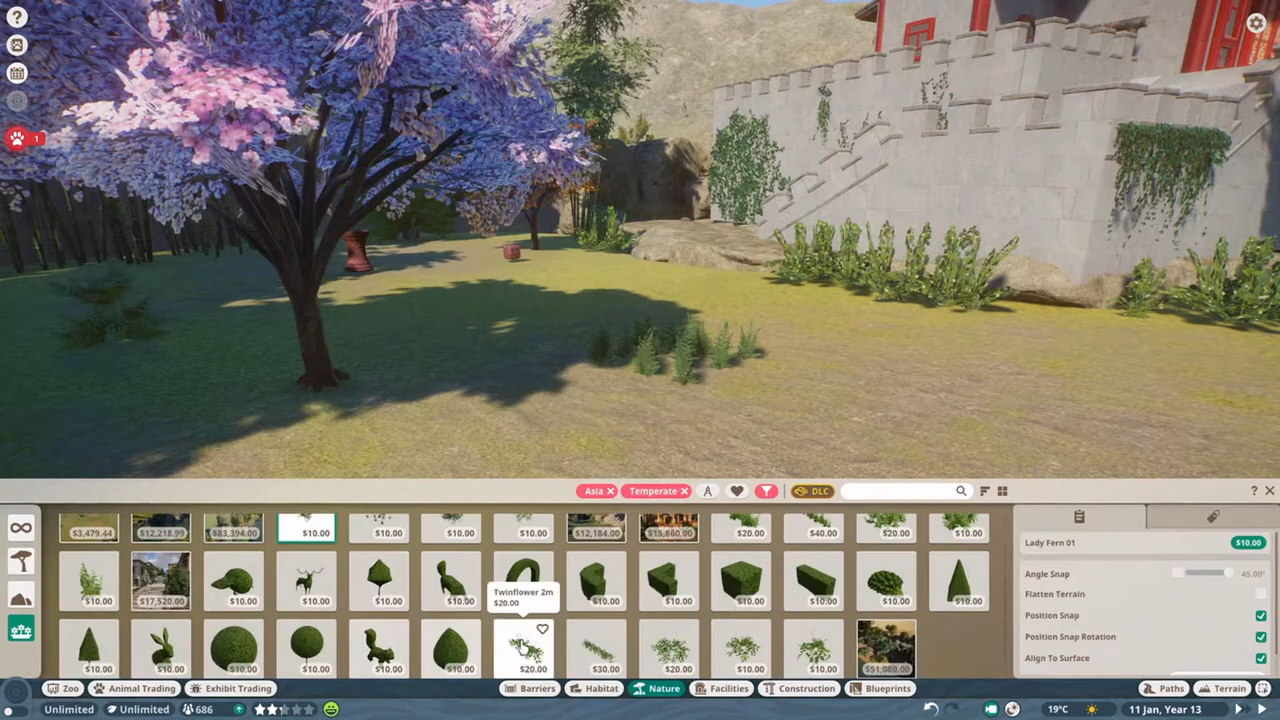 ?
1
Asia ✕ Temperate ✕ DLC ? ✕
$3,479.44 $12,218.99 $83,394.00 $10.00 $10.00 $10.00 $10.00 $12,184.00 $15,860.00 $20.00 $40.00 $20.00 $10.00
Lady Fern 01 $10.00
Angle Snap 45.00°
Flatten Terrain
Position Snap
Position Snap Rotation
Align To Surface
Twinflower 2m
$20.00
$10.00 $17,520.00 $10.00 $10.00 $10.00 $10.00 $10.00 $10.00 $10.00 $10.00 $10.00 $10.00
$10.00 $10.00 $10.00 $10.00 $10.00 $10.00 $20.00 $30.00 $20.00 $10.00 $10.00 $51,080.00
Zoo Animal Trading Exhibit Trading Barriers Habitat Nature Facilities Construction Blueprints Paths Terrain
Unlimited Unlimited 686 19°C 11 Jan, Year 13